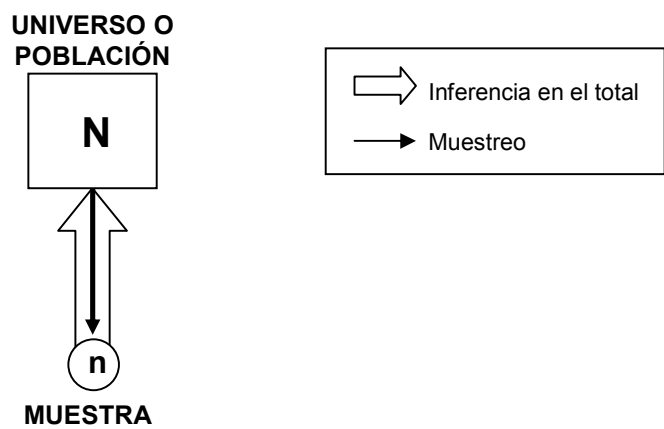 UNIVERSO O
POBLACIÓN
N
n
MUESTRA
Inferencia en el total
Muestreo